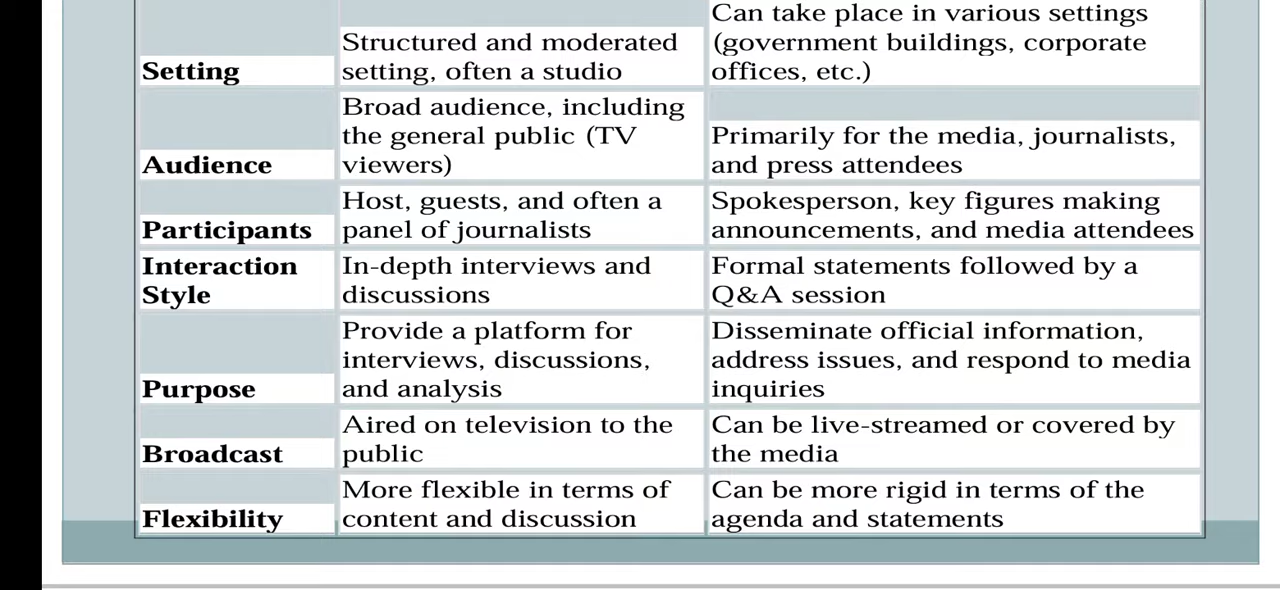 Setting
Structured and moderated
setting, often a studio
Can take place in various settings
(government buildings, corporate
offices, etc.)
Audience
Broad audience, including
the general public (TV
viewers)
Primarily for the media, journalists,
and press attendees
Participants
Host, guests, and often a
panel of journalists
Spokesperson, key figures making
announcements, and media attendees
Interaction
Style
In-depth interviews and
discussions
Formal statements followed by a
Q&A session
Purpose
Provide a platform for
interviews, discussions,
and analysis
Disseminate official information,
address issues, and respond to media
inquiries
Broadcast
Aired on television to the
public
Can be live-streamed or covered by
the media
Flexibility
More flexible in terms of
content and discussion
Can be more rigid in terms of the
agenda and statements